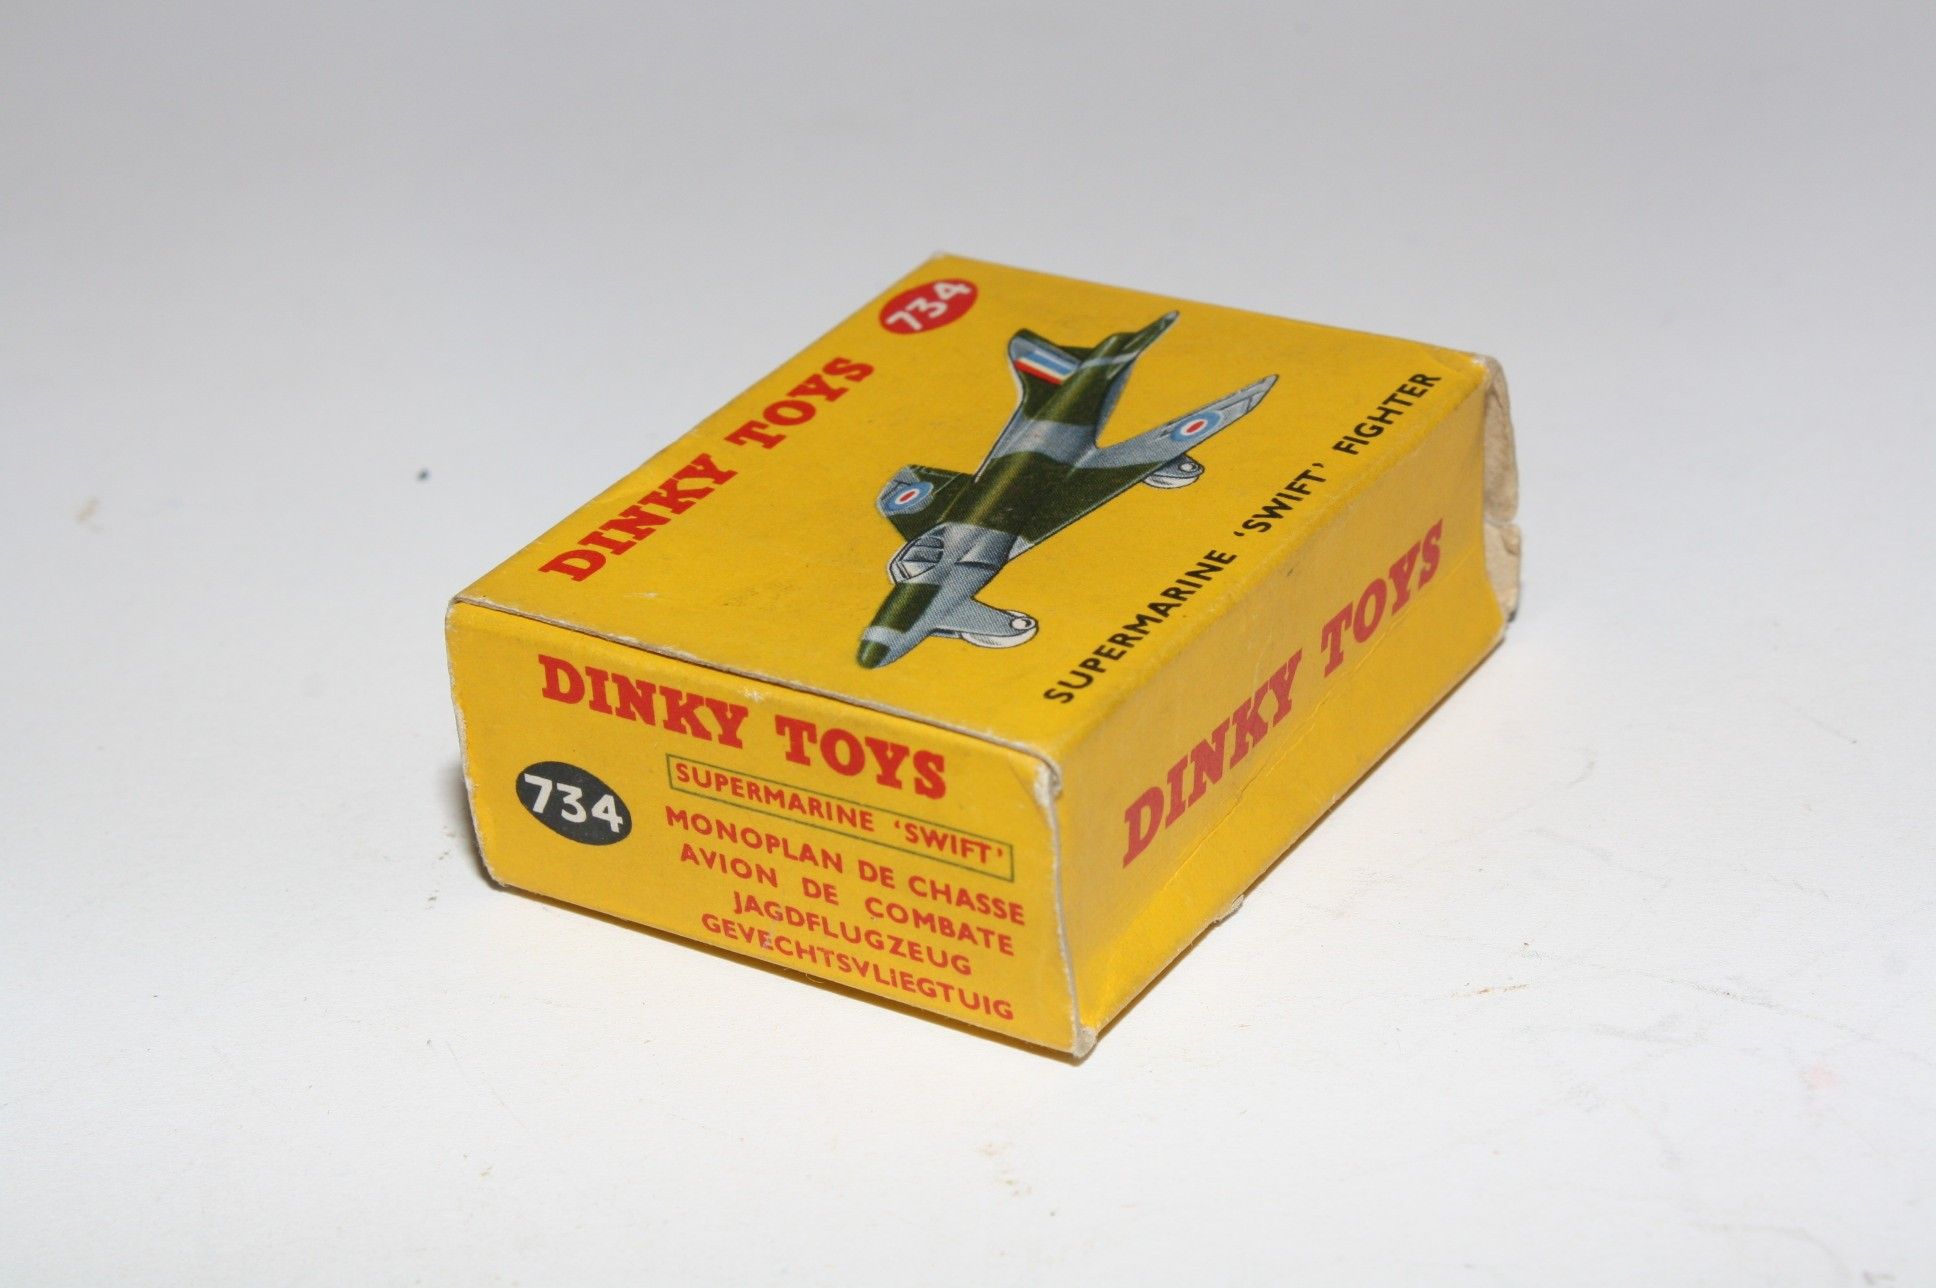 DINKY TOYS
734
SUPERMARINE 'SWIFT' FIGHTER
DINKY TOYS
734
SUPERMARINE 'SWIFT'
MONOPLAN DE CHASSE
AVION DE COMBATE
JAGDFLUGZEUG
GEVECHTSVLIEGTUIG
DINKY TOYS